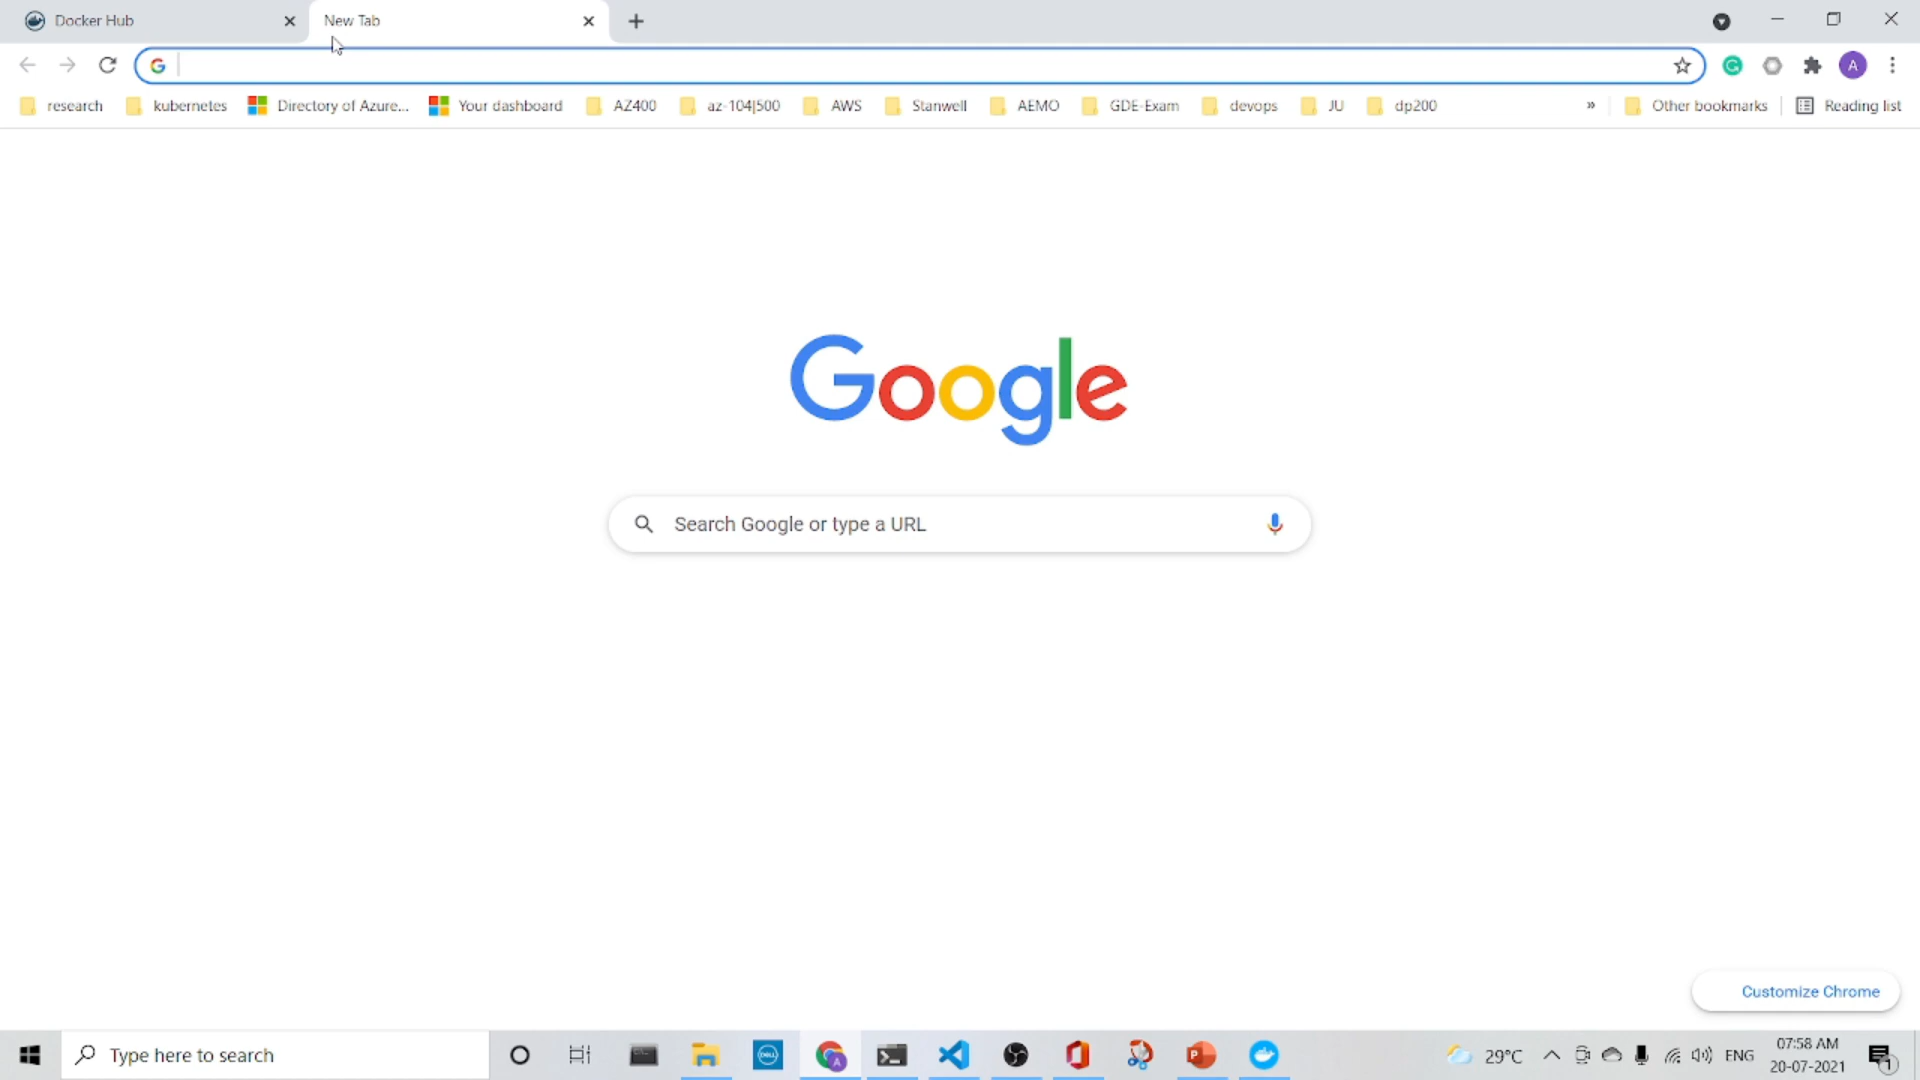 Docker Hub
New Tab
A
research
kubernetes
Directory of Azure...
Your dashboard
AZ400
az-104|500
AWS
Stanwell
AEMO
GDE-Exam
devops
JU
dp200
»
Other bookmarks
Reading list
Google
Search Google or type a URL
Customize Chrome
Type here to search
29°C
ENG
07:58 AM
20-07-2021
1